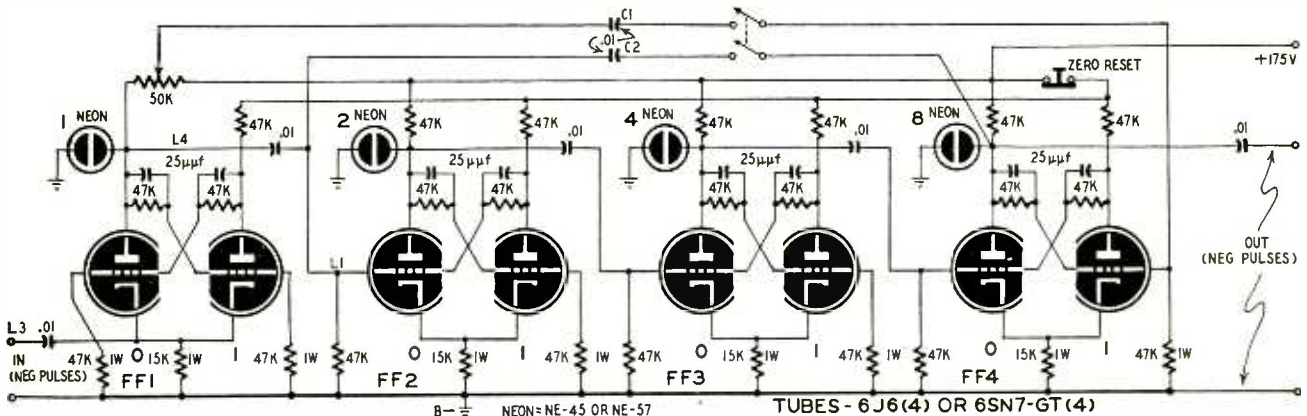 C1
.01
C2
+175V
ZERO RESET
50K
1 NEON
L4
.01
47K
2 NEON
47K
47K
.01
4 NEON
47K
47K
.01
8 NEON
47K
47K
.01
25µµf
47K
47K
25µµf
47K
47K
25µµf
47K
47K
25µµf
47K
47K
OUT
(NEG PULSES)
L1
L3 .01
IN
(NEG PULSES)
47K
1W
15K
1W
47K
1W
47K
15K
1W
47K
1W
47K
15K
1W
47K
1W
47K
15K
1W
47K
1W
0 1
0 1
0 1
0 1
FF1
FF2
FF3
FF4
B-
NEON=NE-45 OR NE-57
TUBES-6J6(4) OR 6SN7-GT(4)